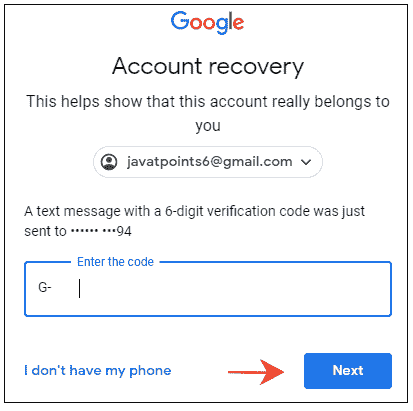 Google
Account recovery
This helps show that this account really belongs to
you
javatpoints6@gmail.com
A text message with a 6-digit verification code was just
sent to •••••• •••94
Enter the code
G-
I don't have my phone
Next